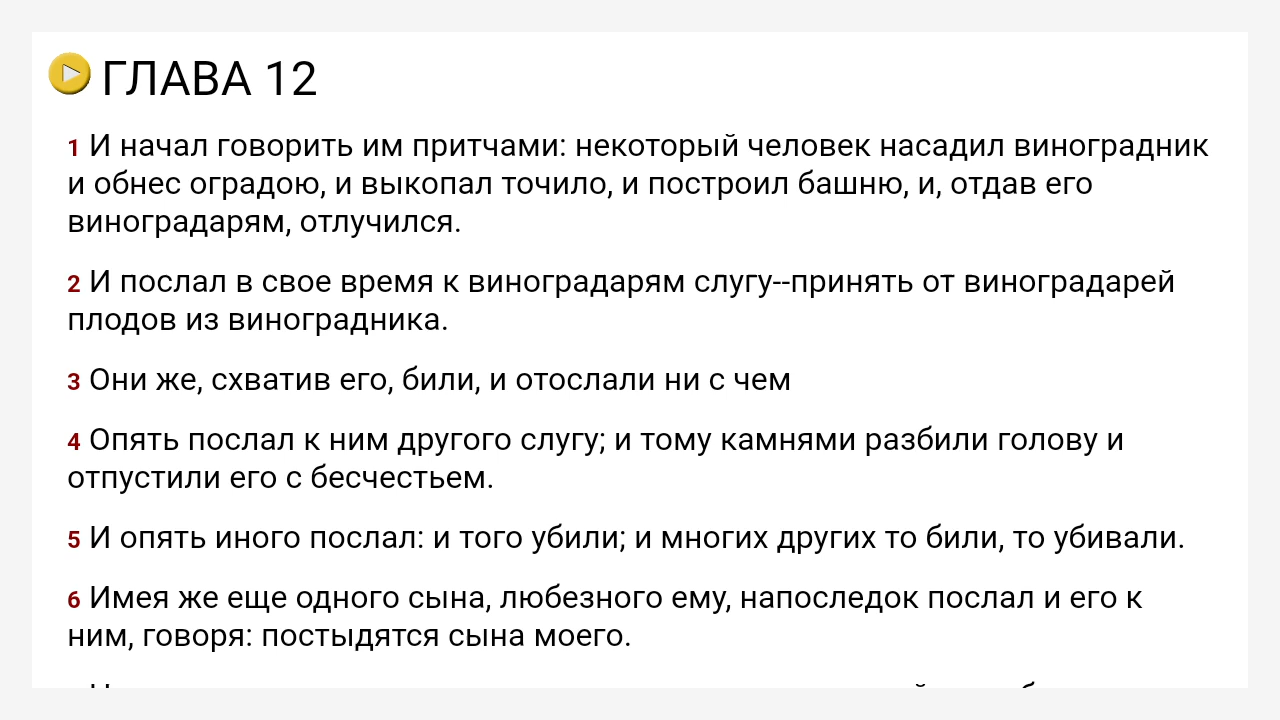 ГЛАВА 12
1 И начал говорить им притчами: некоторый человек насадил виноградник
и обнес оградою, и выкопал точило, и построил башню, и, отдав его
виноградарям, отлучился.
2 И послал в свое время к виноградарям слугу--принять от виноградарей
плодов из виноградника.
3 Они же, схватив его, били, и отослали ни с чем
4 Опять послал к ним другого слугу; и тому камнями разбили голову и
отпустили его с бесчестьем.
5 И опять иного послал: и того убили; и многих других то били, то убивали.
6 Имея же еще одного сына, любезного ему, напоследок послал и его к
ним, говоря: постыдятся сына моего.